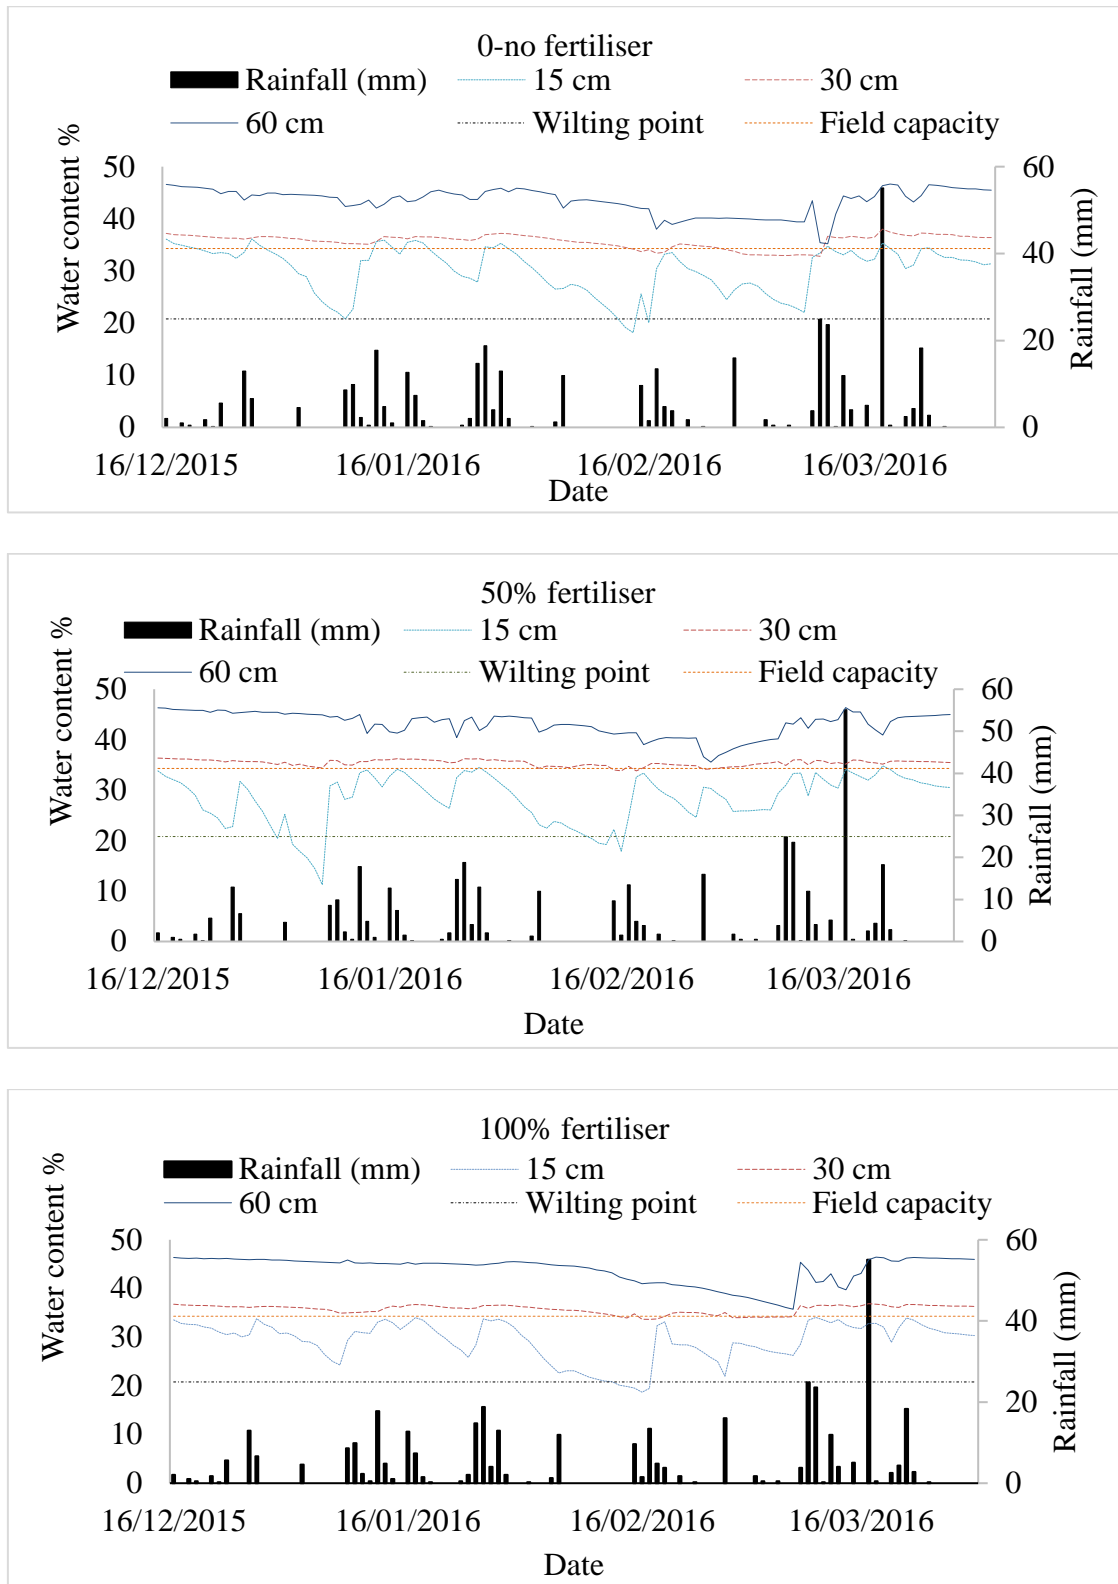 0-no fertiliser
Rainfall (mm) 15 cm 30 cm
60 cm Wilting point Field capacity
Water content %
50
40
30
20
10
0
60
40
20
0
Rainfall (mm)
16/12/2015 16/01/2016 16/02/2016 16/03/2016
Date
50% fertiliser
Rainfall (mm) 15 cm 30 cm
60 cm Wilting point Field capacity
Water content %
50
40
30
20
10
0
60
50
40
30
20
10
0
Rainfall (mm)
16/12/2015 16/01/2016 16/02/2016 16/03/2016
Date
100% fertiliser
Rainfall (mm) 15 cm 30 cm
60 cm Wilting point Field capacity
Water content %
50
40
30
20
10
0
60
40
20
0
Rainfall (mm)
16/12/2015 16/01/2016 16/02/2016 16/03/2016
Date